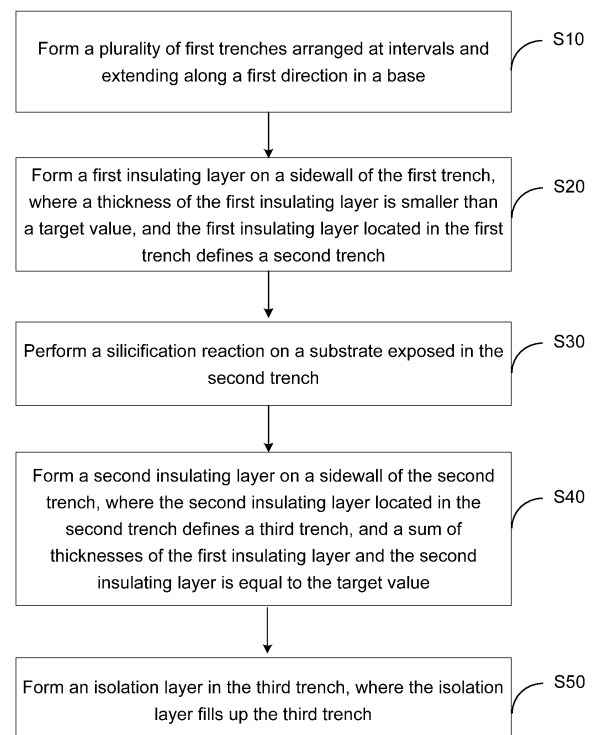 Form a plurality of first trenches arranged at intervals and
extending along a first direction in a base
S10
Form a first insulating layer on a sidewall of the first trench,
where a thickness of the first insulating layer is smaller than
a target value, and the first insulating layer located in the first
trench defines a second trench
S20
Perform a silicification reaction on a substrate exposed in the
second trench
S30
Form a second insulating layer on a sidewall of the second
trench, where the second insulating layer located in the
second trench defines a third trench, and a sum of
thicknesses of the first insulating layer and the second
insulating layer is equal to the target value
S40
Form an isolation layer in the third trench, where the isolation
layer fills up the third trench
S50